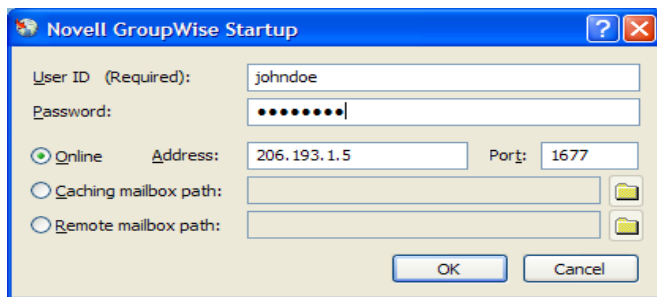 Novell GroupWise Startup
User ID (Required): johndoe
Password: ●●●●●●●●
Online Address: 206.193.1.5 Port: 1677
Caching mailbox path:
Remote mailbox path:
OK Cancel